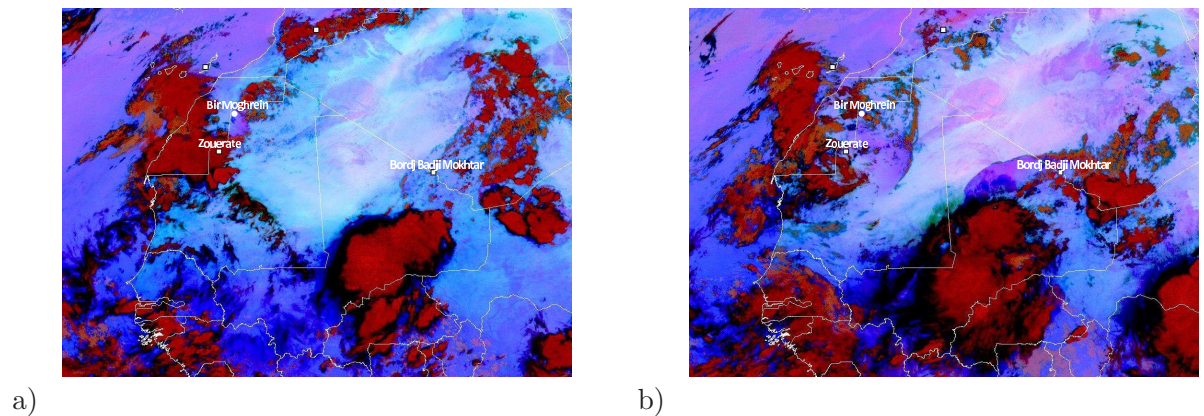 Bir Moghrein
Zouerate
Bordj Badji Mokhtar
a)
Bir Moghrein
Zouerate
Bordj Badji Mokhtar
b)